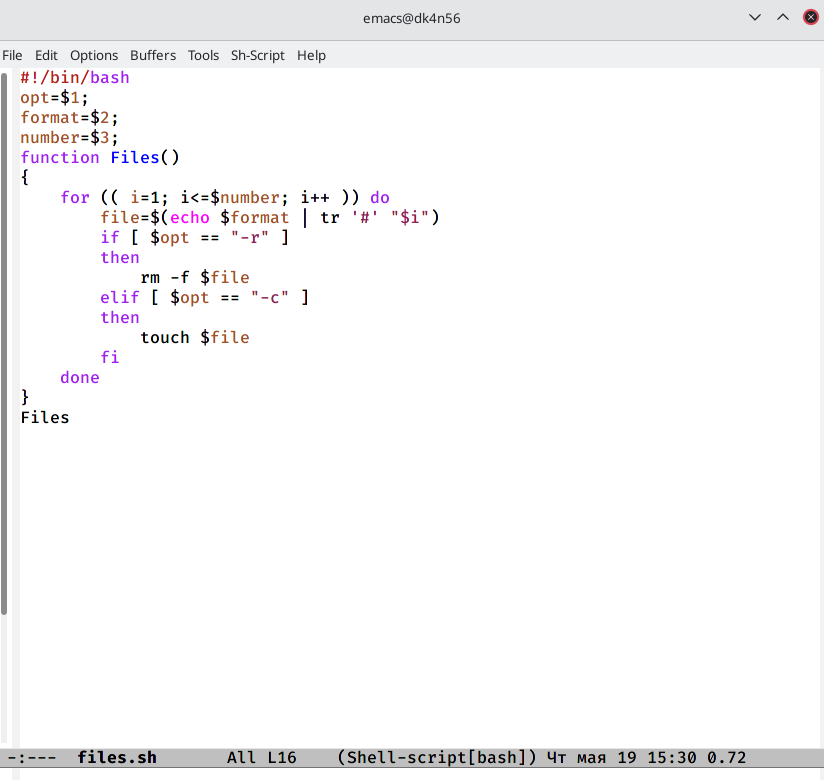 emacs@dk4n56
File Edit Options Buffers Tools Sh-Script Help
#!/bin/bash
opt=$1;
format=$2;
number=$3;
function Files()
{
    for (( i=1; i<=$number; i++ )) do
        file=$(echo $format | tr '#' "$i")
        if [ $opt == "-r" ]
        then
            rm -f $file
        elif [ $opt == "-c" ]
        then
            touch $file
        fi
    done
}
Files
-:--- files.sh All L16 (Shell-script[bash]) Чт мая 19 15:30 0.72